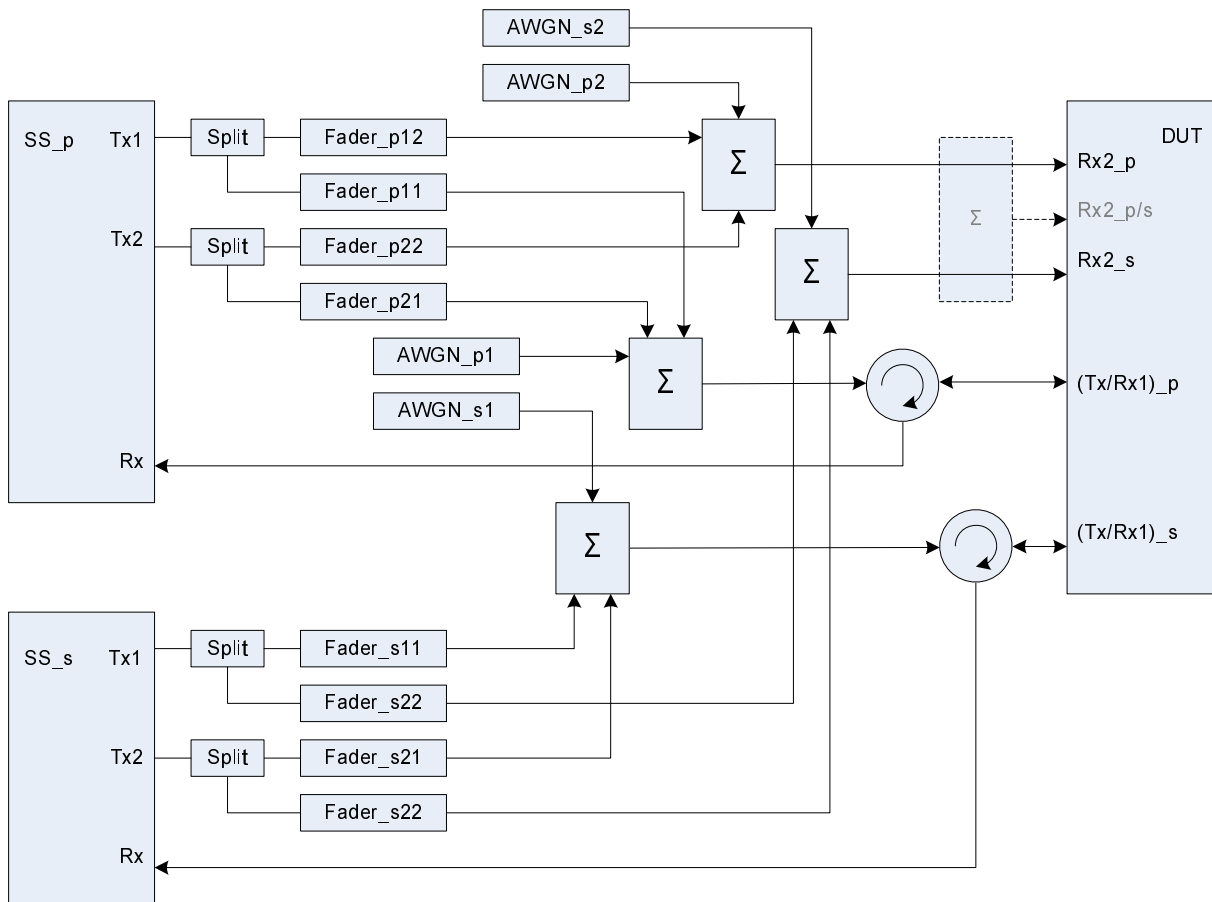 AWGN_s2
AWGN_p2
SS_p
Tx1
Split
Fader_p12
Fader_p11
Tx2
Split
Fader_p22
Fader_p21
Σ
Σ
Σ
DUT
Rx2_p
Rx2_p/s
Rx2_s
AWGN_p1
AWGN_s1
Σ
(Tx/Rx1)_p
Rx
Σ
(Tx/Rx1)_s
SS_s
Tx1
Split
Fader_s11
Fader_s22
Tx2
Split
Fader_s21
Fader_s22
Rx